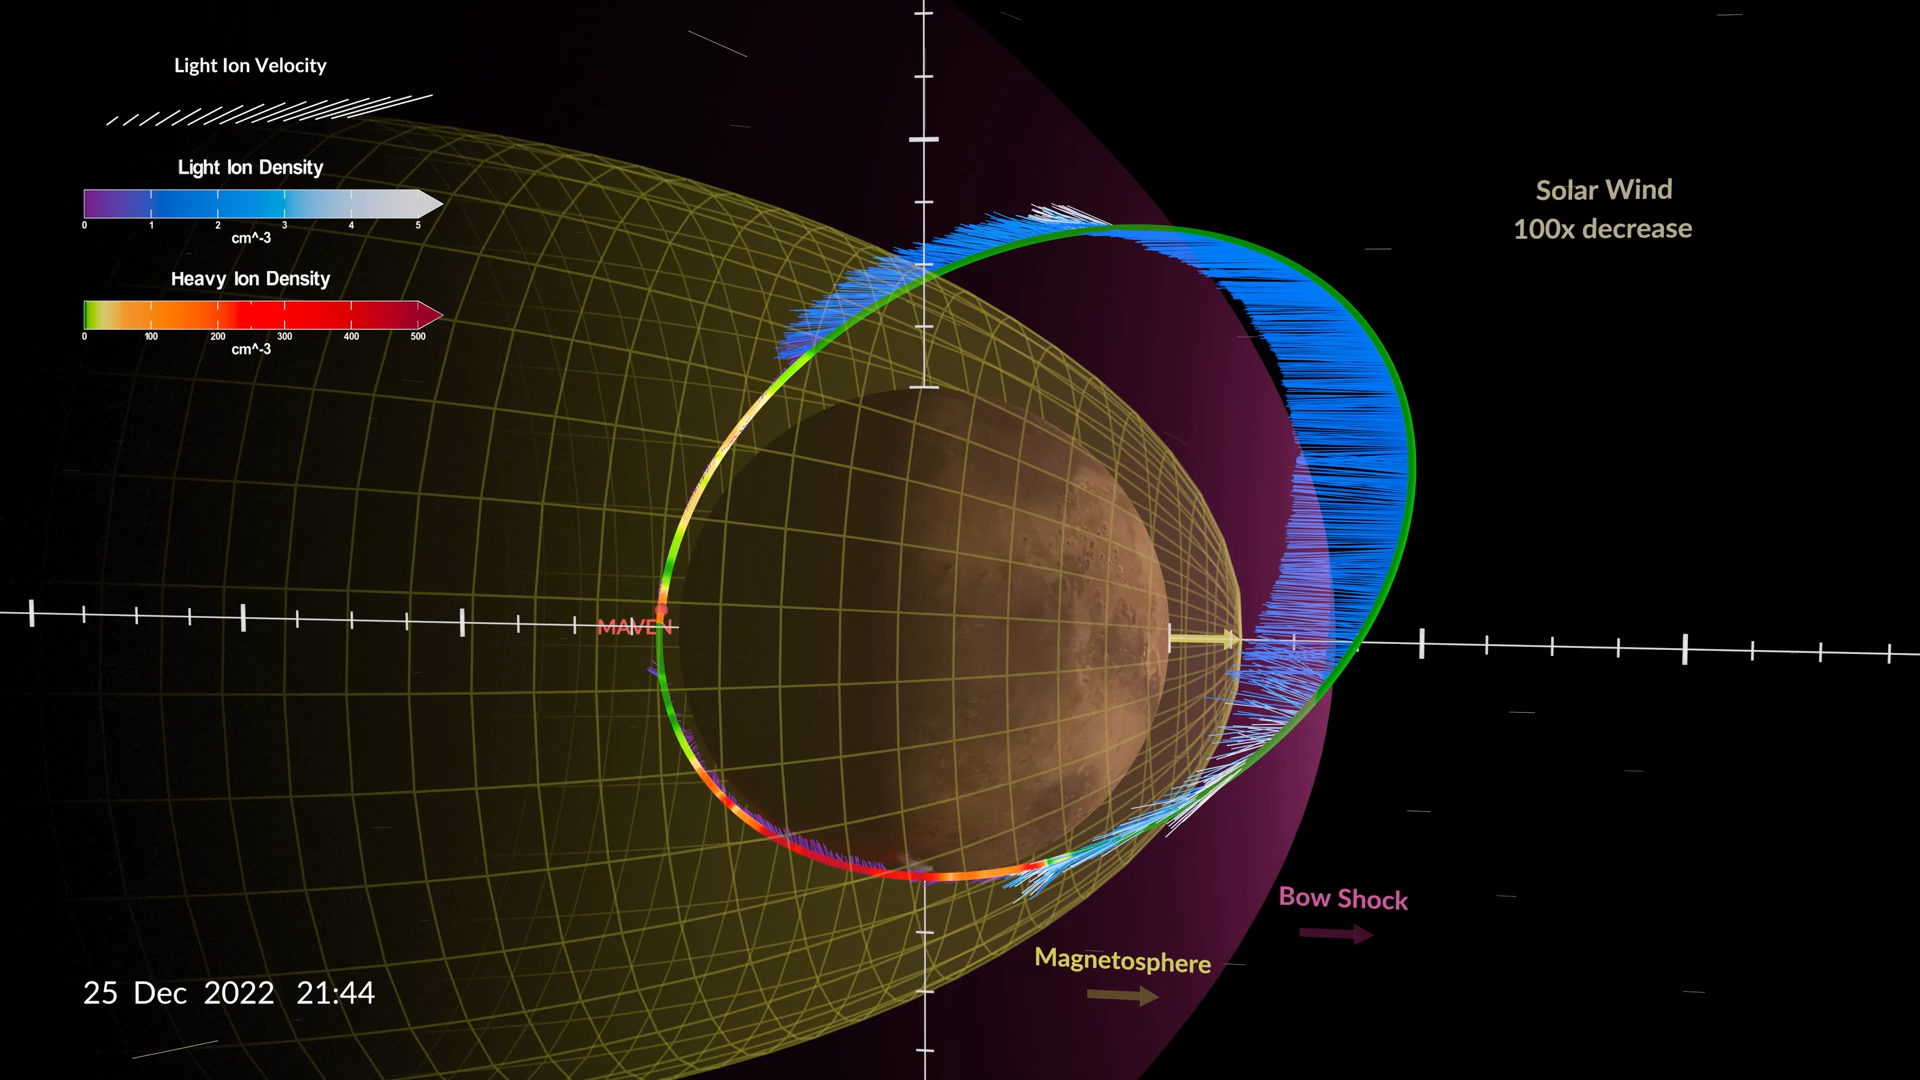 Light Ion Velocity
Light Ion Density
0 1 2 3 4 5
cm^-3
Heavy Ion Density
0 100 200 300 400 500
cm^-3
Solar Wind
100x decrease
MAVEN
Bow Shock
Magnetosphere
25 Dec 2022 21:44